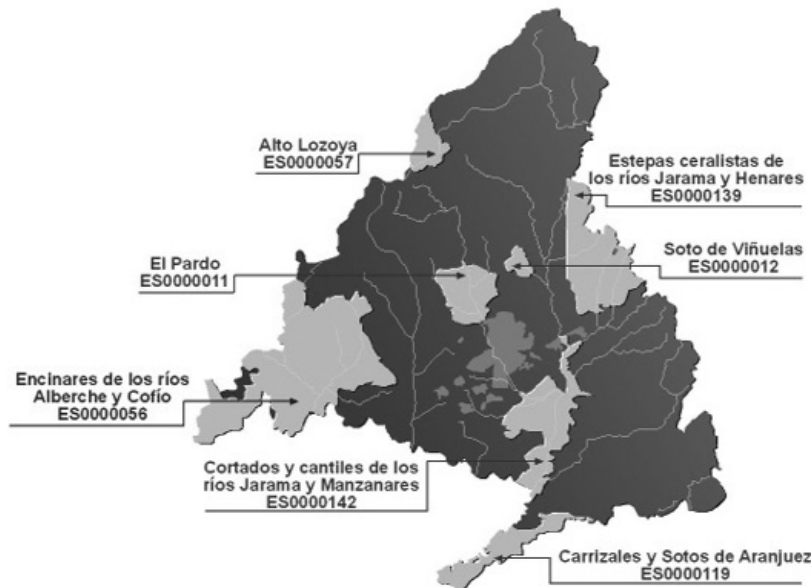 Alto Lozoya
ES0000057
Estepas ceralistas de
los ríos Jarama y Henares
ES0000139
El Pardo
ES0000011
Soto de Viñuelas
ES0000012
Encinares de los ríos
Alberche y Cofío
ES0000056
Cortados y cantiles de los
ríos Jarama y Manzanares
ES0000142
Carrizales y Sotos de Aranjuez
ES0000119